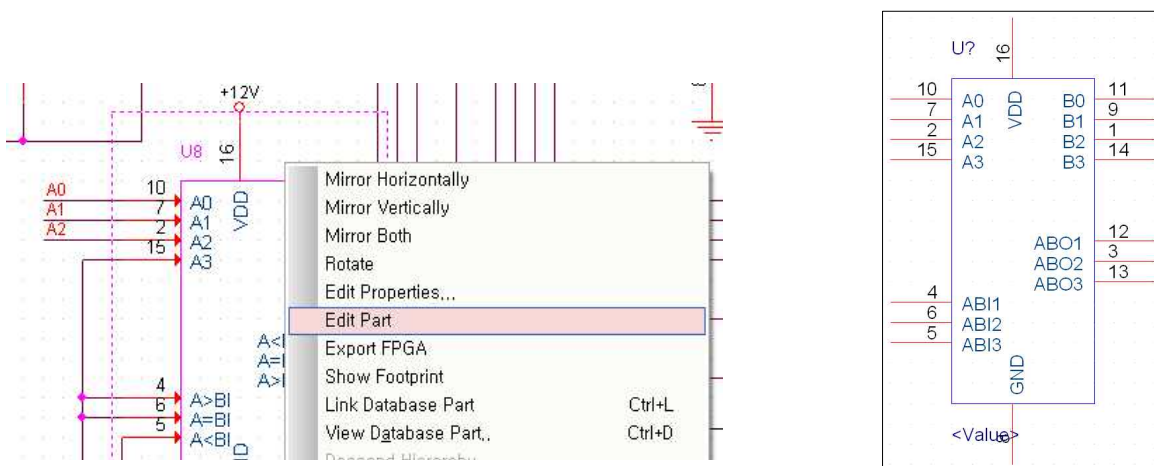 +12V
U8
16
A0
A1
A2
10
7
2
15
A0
A1
A2
A3
VDD
4
6
5
A>BI
A=BI
A<BI
Mirror Horizontally
Mirror Vertically
Mirror Both
Rotate
Edit Properties...
Edit Part
Export FPGA
Show Footprint
Link Database Part Ctrl+L
View Database Part.. Ctrl+D
U?
16
10 A0 VDD B0 11
7 A1 B1 9
2 A2 B2 1
15 A3 B3 14
ABO1 12
ABO2 3
ABO3 13
4 ABI1
6 ABI2
5 ABI3
GND
<Value>
8